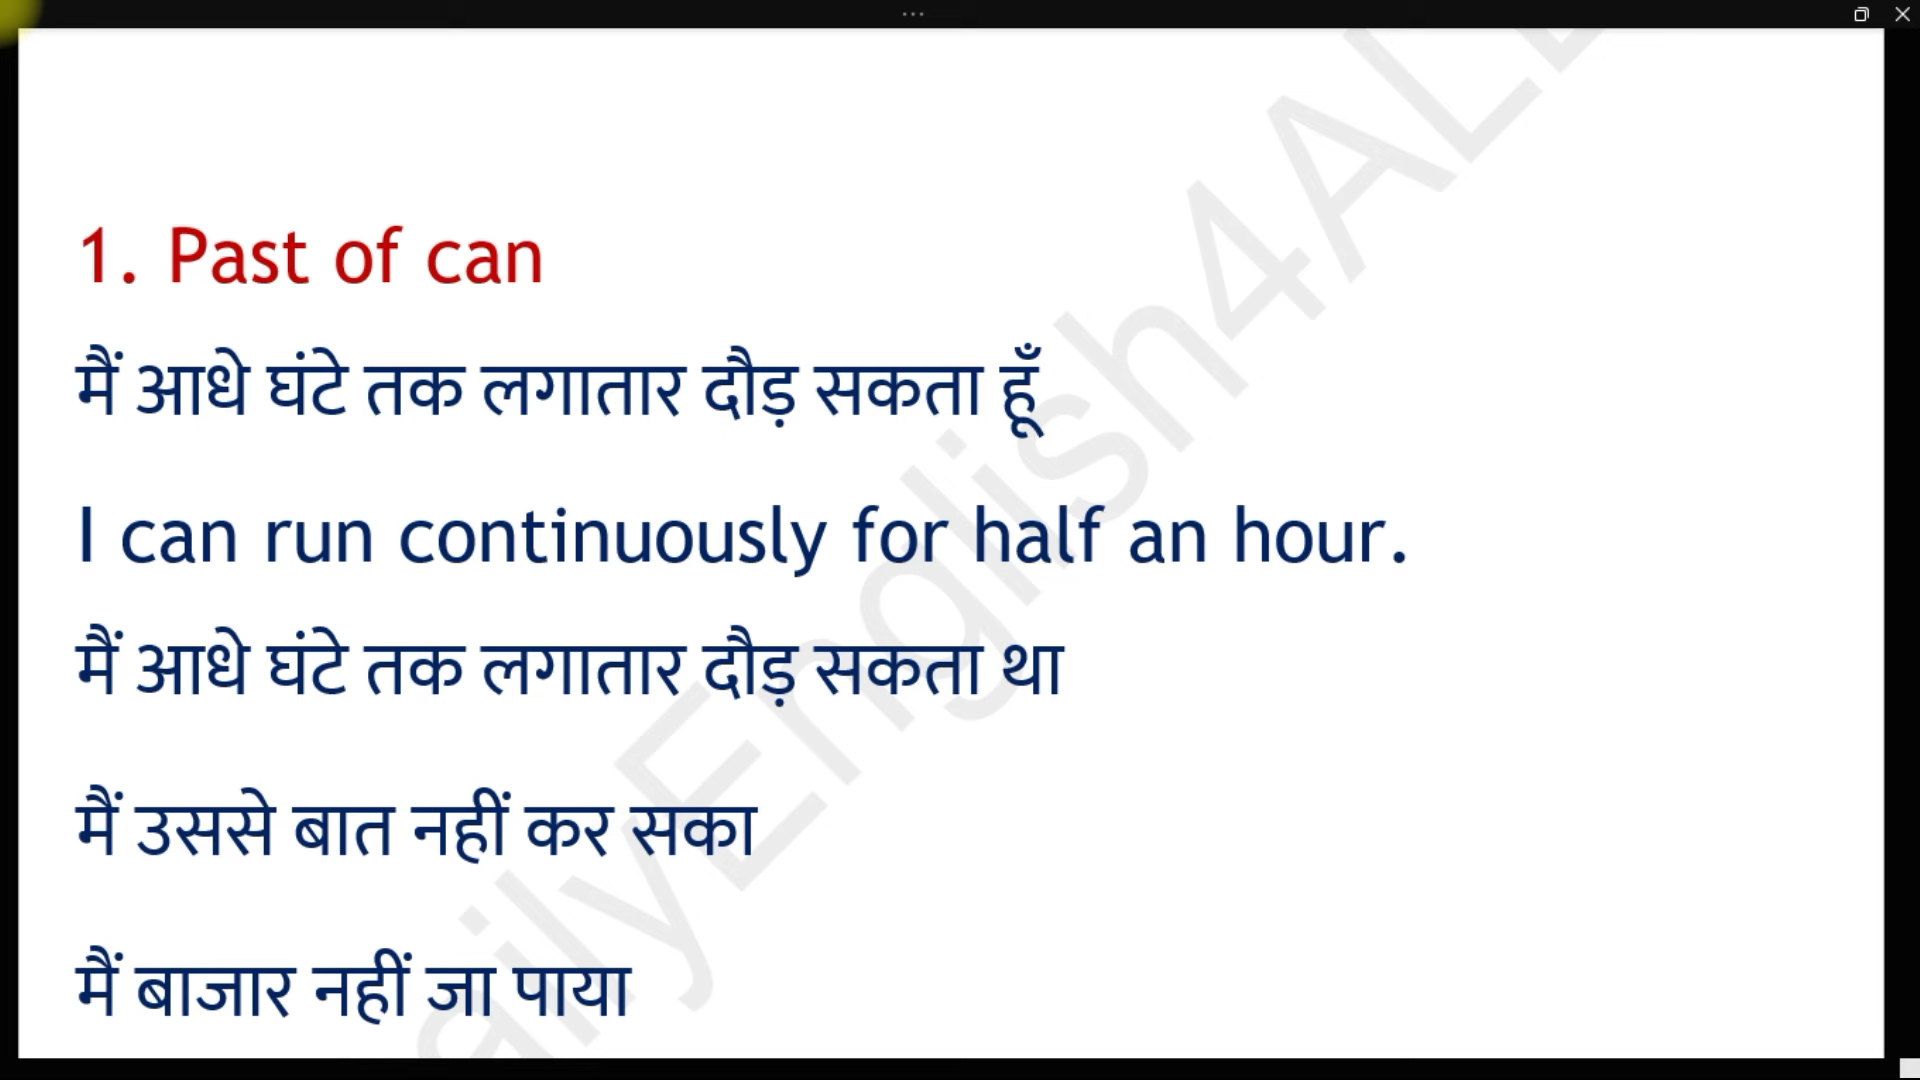 1. Past of can
मैं आधे घंटे तक लगातार दौड़ सकता हूँ
I can run continuously for half an hour.
मैं आधे घंटे तक लगातार दौड़ सकता था
मैं उससे बात नहीं कर सका
मैं बाजार नहीं जा पाया
ailyEnglish4AL